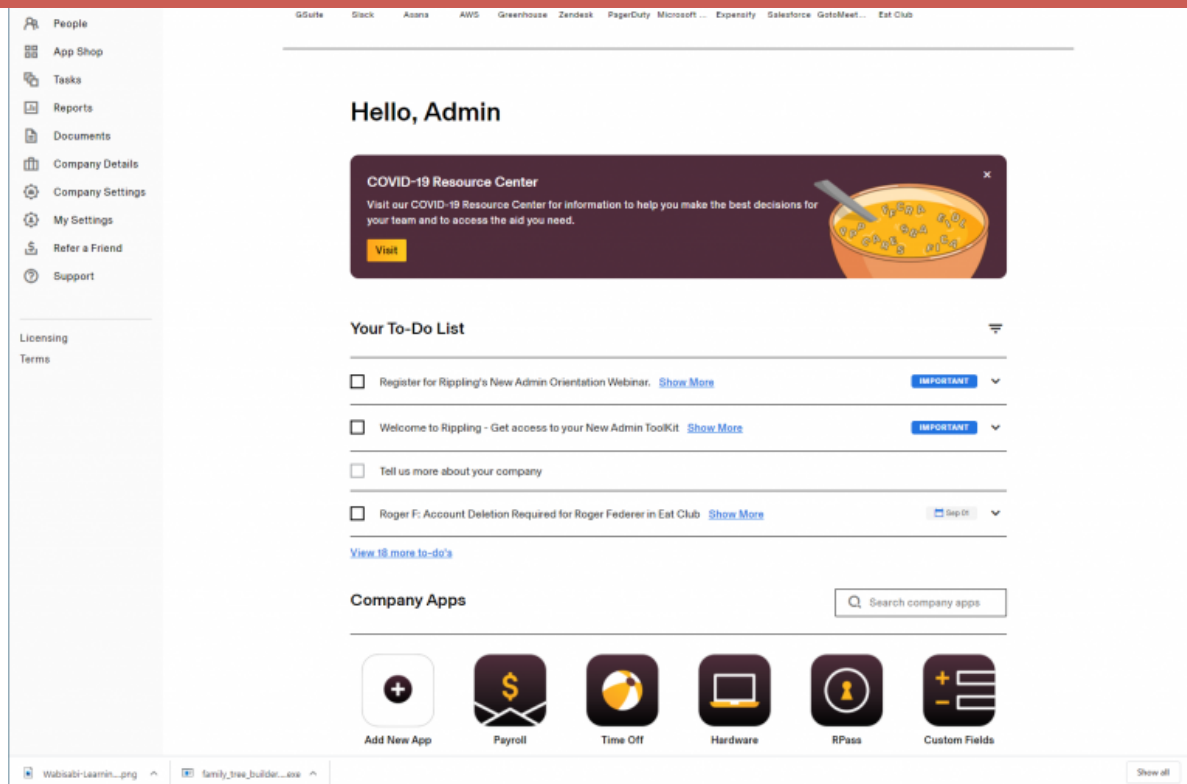 GSuite Slack Asana AWS Greenhouse Zendesk PagerDuty Microsoft ... Expensify Salesforce GotoMeet... Eat Club
People
App Shop
Tasks
Reports
Documents
Company Details
Company Settings
My Settings
Refer a Friend
Support
Licensing
Terms
Hello, Admin
COVID-19 Resource Center
Visit our COVID-19 Resource Center for information to help you make the best decisions for
your team and to access the aid you need.
Visit
Your To-Do List
Register for Rippling's New Admin Orientation Webinar. Show More IMPORTANT
Welcome to Rippling - Get access to your New Admin ToolKit Show More IMPORTANT
Tell us more about your company
Roger F: Account Deletion Required for Roger Federer in Eat Club Show More Sep 01
View 18 more to-do's
Company Apps
Search company apps
Add New App Payroll Time Off Hardware RPass Custom Fields
Wabisabi-Learnin....png family_tree_builder....exe Show all